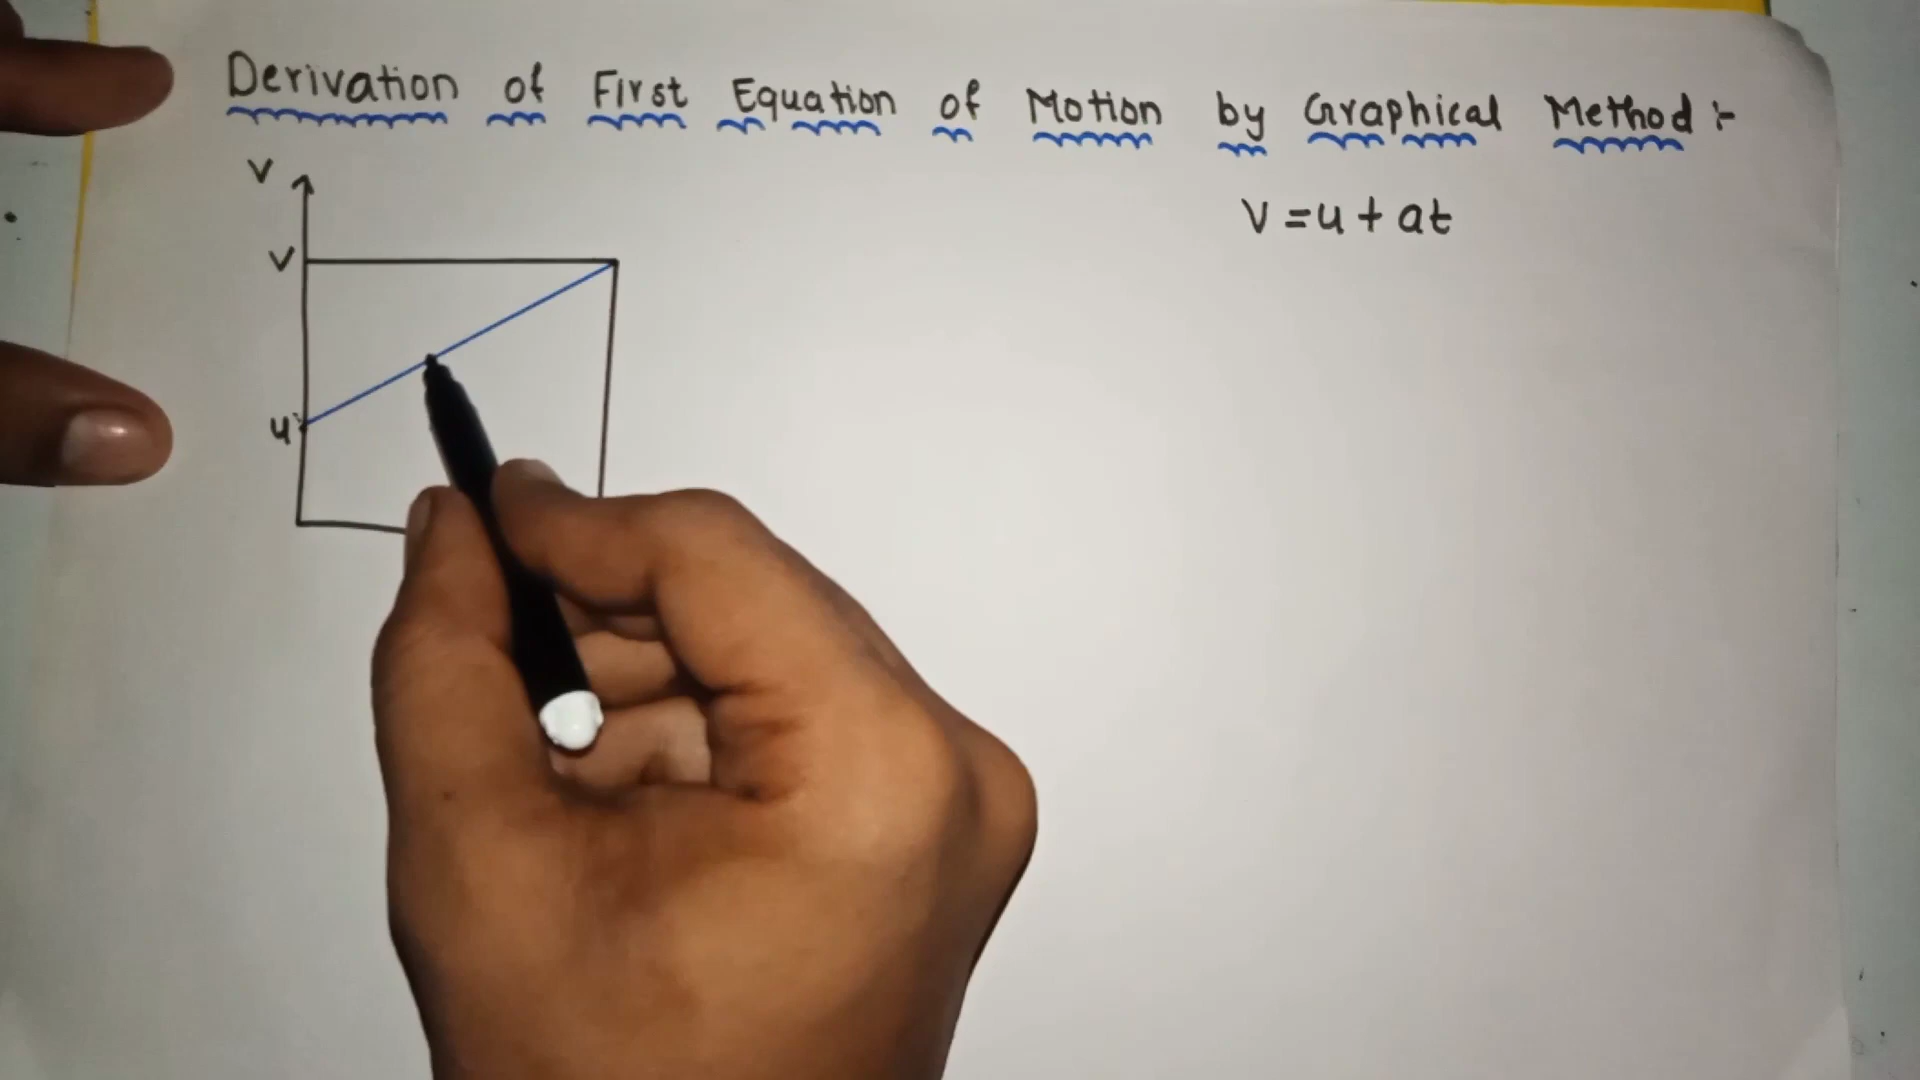 Derivation of First Equation of Motion by Graphical Method :-
V
V = u + at
V
u